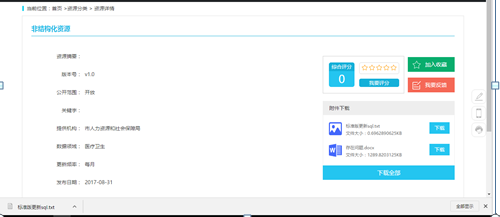 当前位置：首页 >资源分类 > 资源详情
非结构化资源
资源摘要：
版本号： v1.0
公开范围： 开放
关键字：
提供机构： 市人力资源和社会保障局
数据领域： 医疗卫生
更新频率： 每月
发布日期： 2017-08-31
综合评分
0
我要评分
加入收藏
我要反馈
附件下载
标准版更新sql.txt
文件大小：0.6962890625KB
下载
存在问题.docx
文件大小：1289.8203125KB
下载
下载全部
标准版更新sql.txt
全部显示